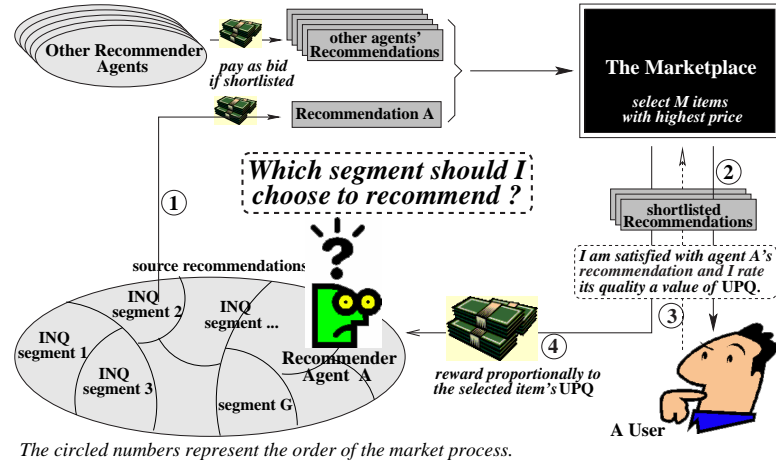 Other Recommender
Agents
pay as bid
if shortlisted
other agents'
Recommendations
Recommendation A
The Marketplace
select M items
with highest price
Which segment should I
choose to recommend ?
1
2
shortlisted
Recommendations
I am satisfied with agent A's
recommendation and I rate
its quality a value of UPQ.
3
source recommendations
?
INQ
segment 2
INQ
segment ...
INQ
segment 1
INQ
segment 3
segment G
Recommender
Agent A
4
reward proportionally to
the selected item's UPQ
A User
The circled numbers represent the order of the market process.